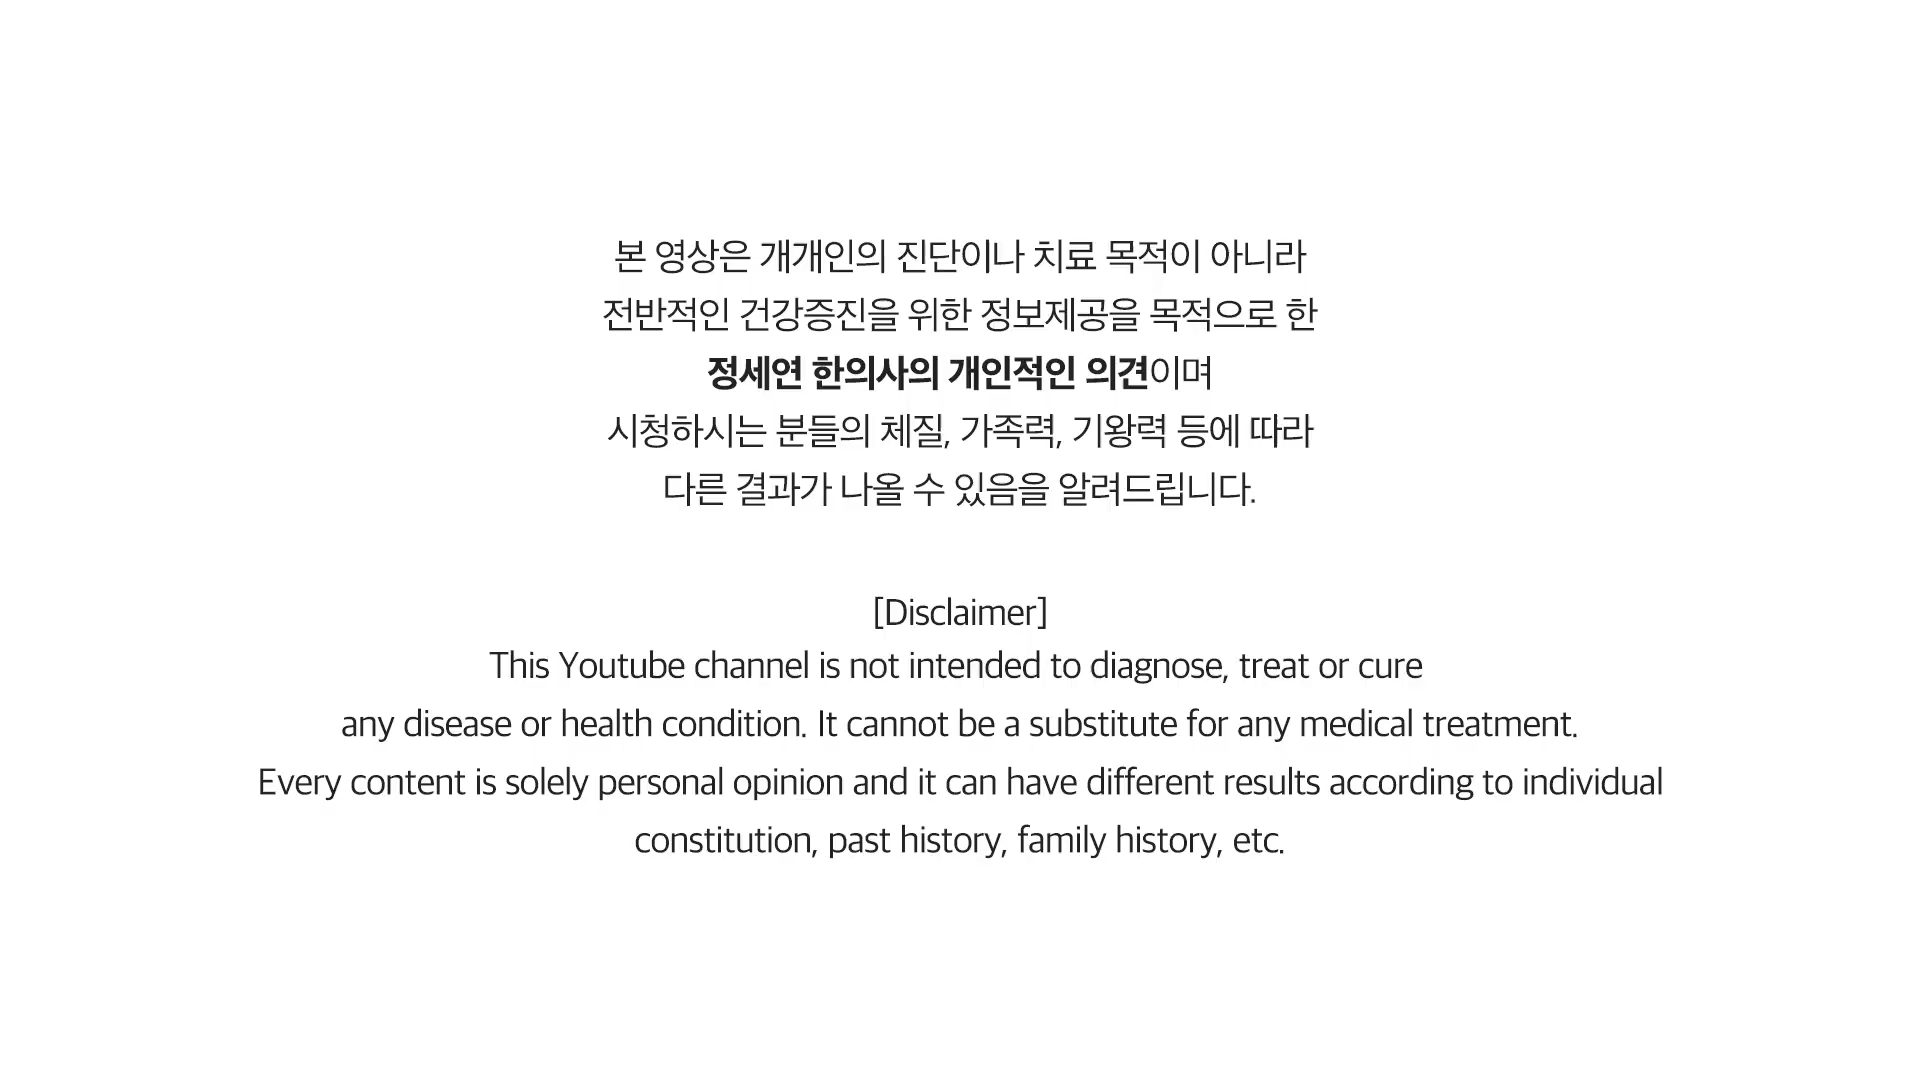 본 영상은 개개인의 진단이나 치료 목적이 아니라
전반적인 건강증진을 위한 정보제공을 목적으로 한
정세연 한의사의 개인적인 의견이며
시청하시는 분들의 체질, 가족력, 기왕력 등에 따라
다른 결과가 나올 수 있음을 알려드립니다.
[Disclaimer]
This Youtube channel is not intended to diagnose, treat or cure
any disease or health condition. It cannot be a substitute for any medical treatment.
Every content is solely personal opinion and it can have different results according to individual
constitution, past history, family history, etc.